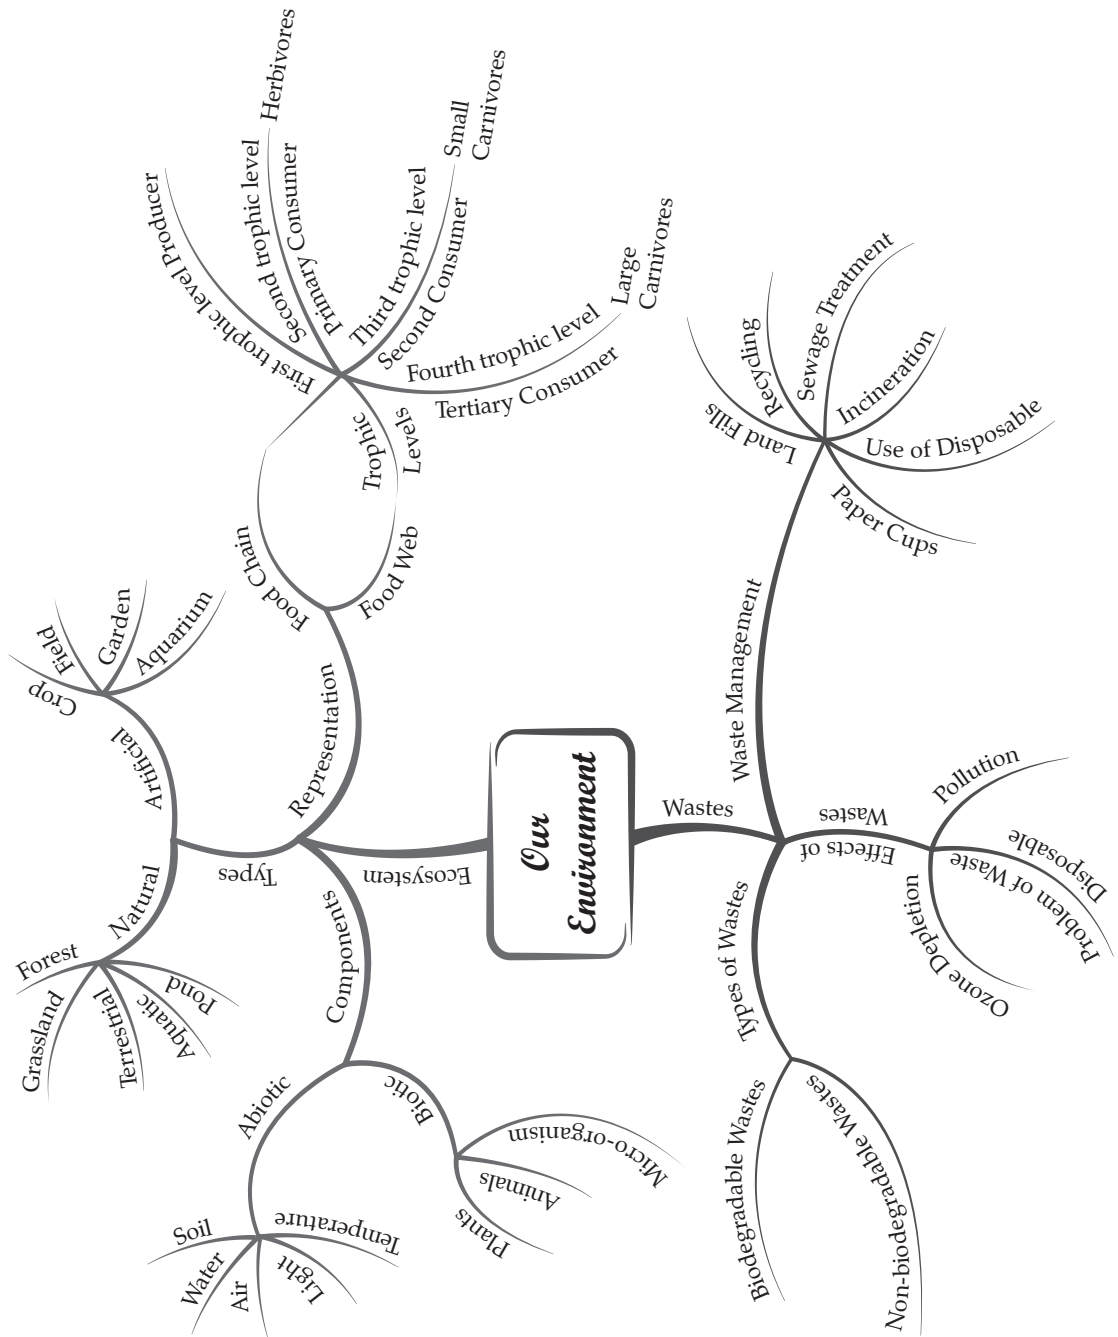 Our
Environment
Ecosystem
Representation
Food Chain
Food Web
Trophic
Levels
First trophic level Producer
Second trophic level
Primary Consumer
Herbivores
Third trophic level
Second Consumer
Small
Carnivores
Fourth trophic level
Tertiary Consumer
Large
Carnivores
Types
Artificial
Crop
Field
Garden
Aquarium
Natural
Forest
Grassland
Terrestrial
Aquatic
Pond
Components
Abiotic
Soil
Water
Air
Light
Temperature
Biotic
Micro-organism
Animals
Plants
Wastes
Waste Management
Land Fills
Recycling
Sewage Treatment
Incineration
Use of Disposable
Paper Cups
Effects of
Wastes
Pollution
Problem of Waste
Disposable
Ozone Depletion
Types of Wastes
Biodegradable Wastes
Non-biodegradable Wastes